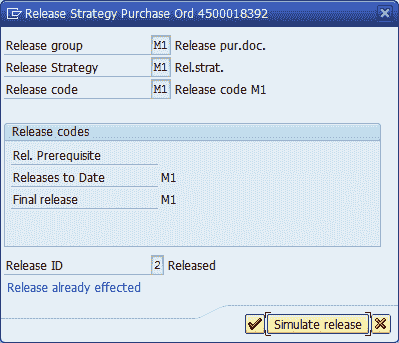 Release Strategy Purchase Ord 4500018392
Release group M1 Release pur.doc.
Release Strategy M1 Rel.strat.
Release code M1 Release code M1
Release codes
Rel. Prerequisite
Releases to Date M1
Final release M1
Release ID 2 Released
Release already effected
Simulate release